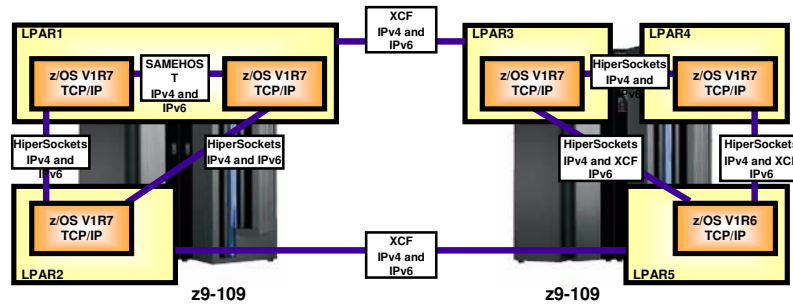 XCF
IPv4 and
IPv6
LPAR1
LPAR3
LPAR4
z/OS V1R7
TCP/IP
SAMEHOS
T
IPv4 and
IPv6
z/OS V1R7
TCP/IP
z/OS V1R7
TCP/IP
HiperSockets
IPv4 and
IPv6
z/OS V1R7
TCP/IP
HiperSockets
IPv4 and
IPv6
HiperSockets
IPv4 and IPv6
HiperSockets
IPv4 and XCF
IPv6
HiperSockets
IPv4 and XCF
IPv6
z/OS V1R7
TCP/IP
LPAR2
XCF
IPv4 and
IPv6
z/OS V1R6
TCP/IP
LPAR5
z9-109
z9-109